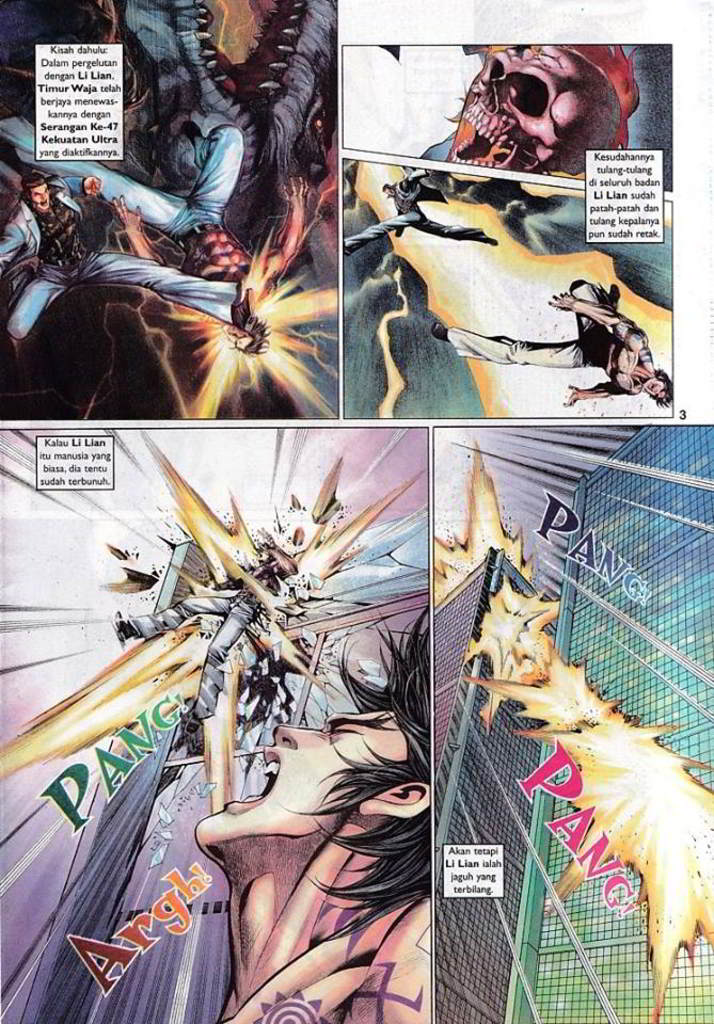 Kisah dahulu:
Dalam pergelutan
dengan Li Lian,
Timur Waja telah
berjaya menewas-
kannya dengan
Serangan Ke-47
Kekuatan Ultra
yang diaktifkannya.
Kesudahannya
tulang-tulang
di seluruh badan
Li Lian sudah
patah-patah dan
tulang kepalanya
pun sudah retak.
3
Kalau Li Lian
itu manusia yang
biasa, dia tentu
sudah terbunuh.
PANG!
Argh!
PANG!
PANG!
Akan tetapi
Li Lian ialah
jaguh yang
terbilang.